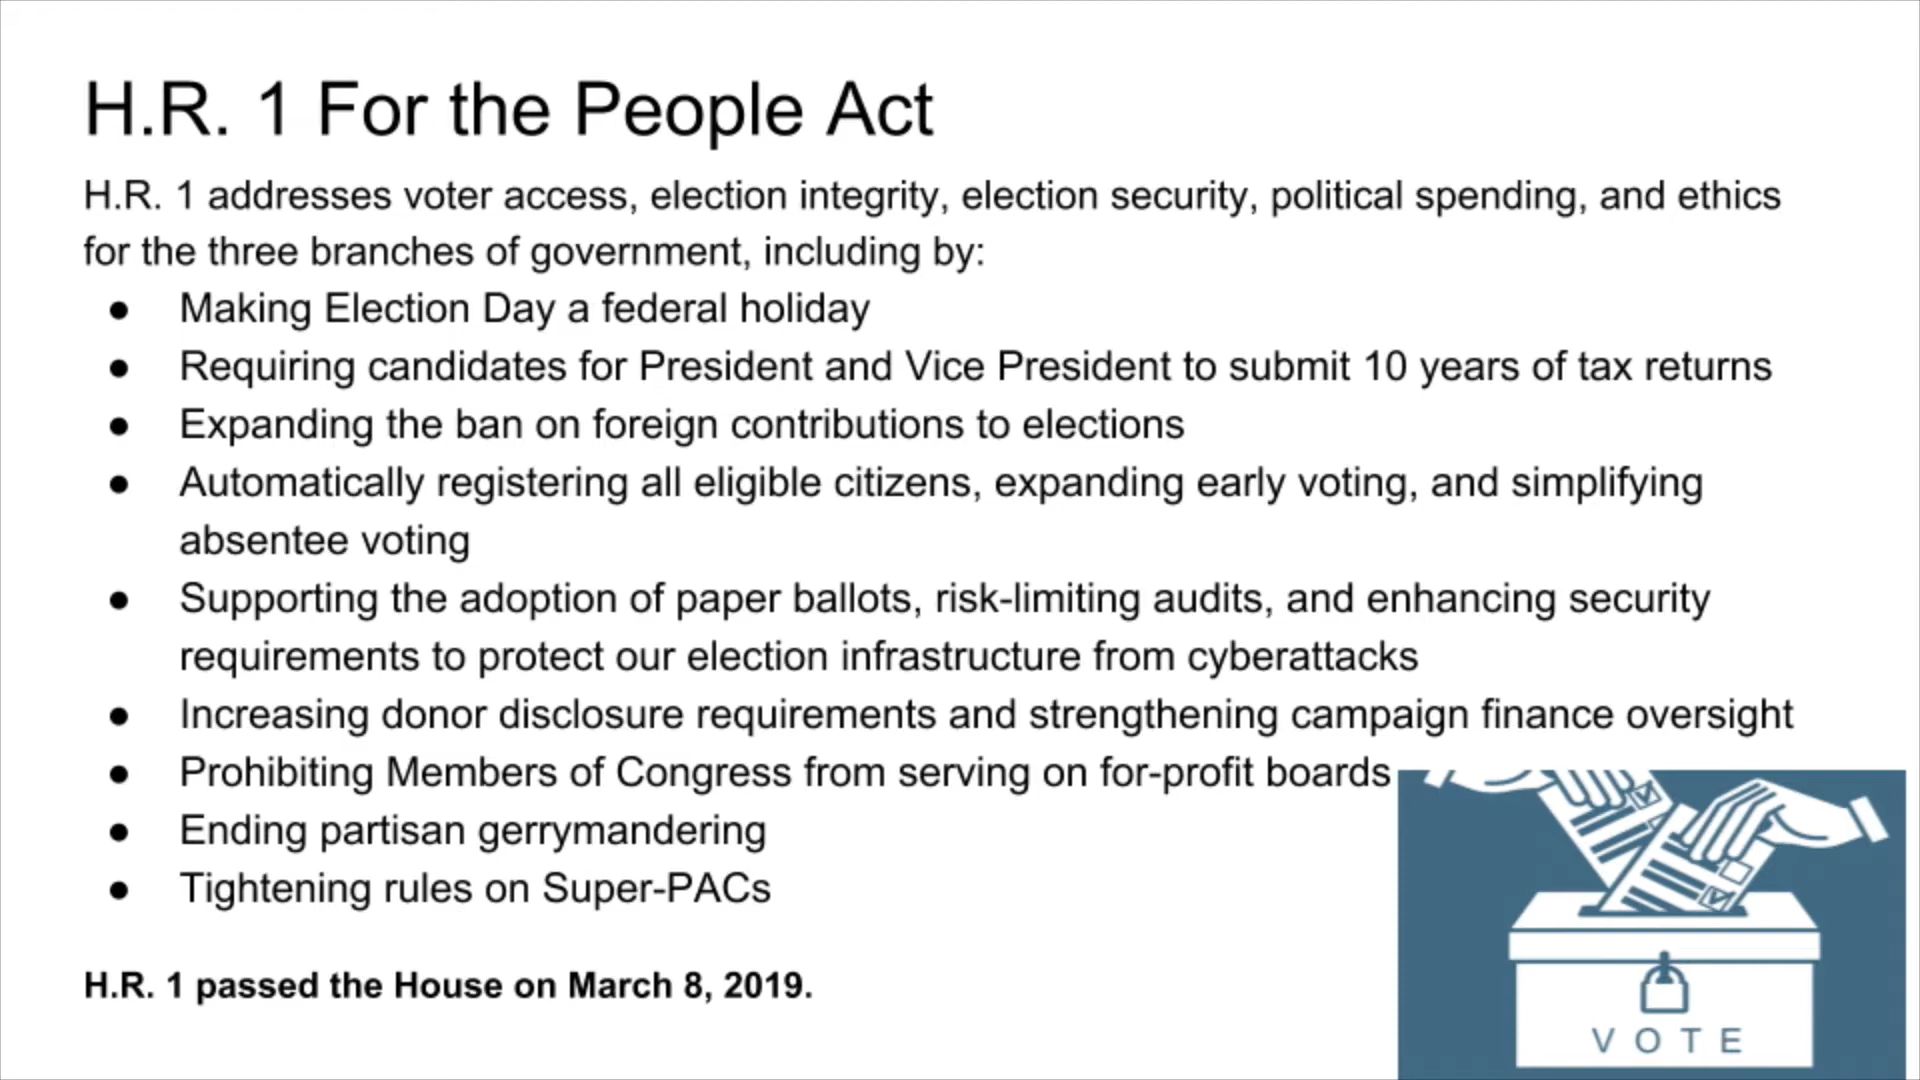 H.R. 1 For the People Act
H.R. 1 addresses voter access, election integrity, election security, political spending, and ethics
for the three branches of government, including by:
● Making Election Day a federal holiday
● Requiring candidates for President and Vice President to submit 10 years of tax returns
● Expanding the ban on foreign contributions to elections
● Automatically registering all eligible citizens, expanding early voting, and simplifying
absentee voting
● Supporting the adoption of paper ballots, risk-limiting audits, and enhancing security
requirements to protect our election infrastructure from cyberattacks
● Increasing donor disclosure requirements and strengthening campaign finance oversight
● Prohibiting Members of Congress from serving on for-profit boards
● Ending partisan gerrymandering
● Tightening rules on Super-PACs
H.R. 1 passed the House on March 8, 2019.
VOTE